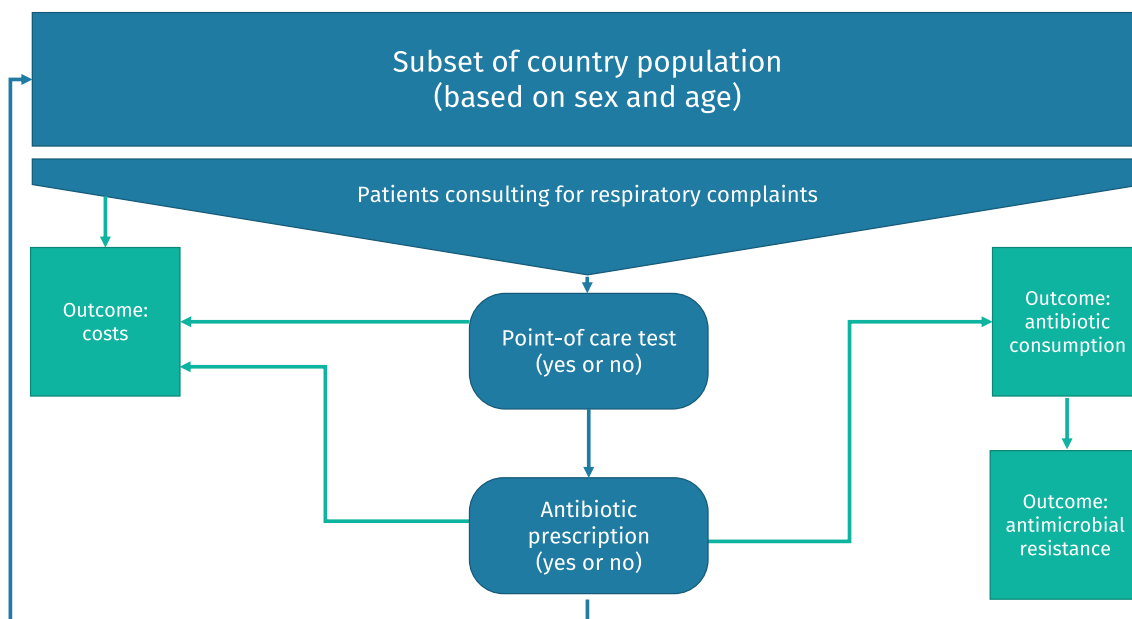 Subset of country population
(based on sex and age)
Patients consulting for respiratory complaints
Outcome:
costs
Point-of care test
(yes or no)
Outcome:
antibiotic
consumption
Antibiotic
prescription
(yes or no)
Outcome:
antimicrobial
resistance